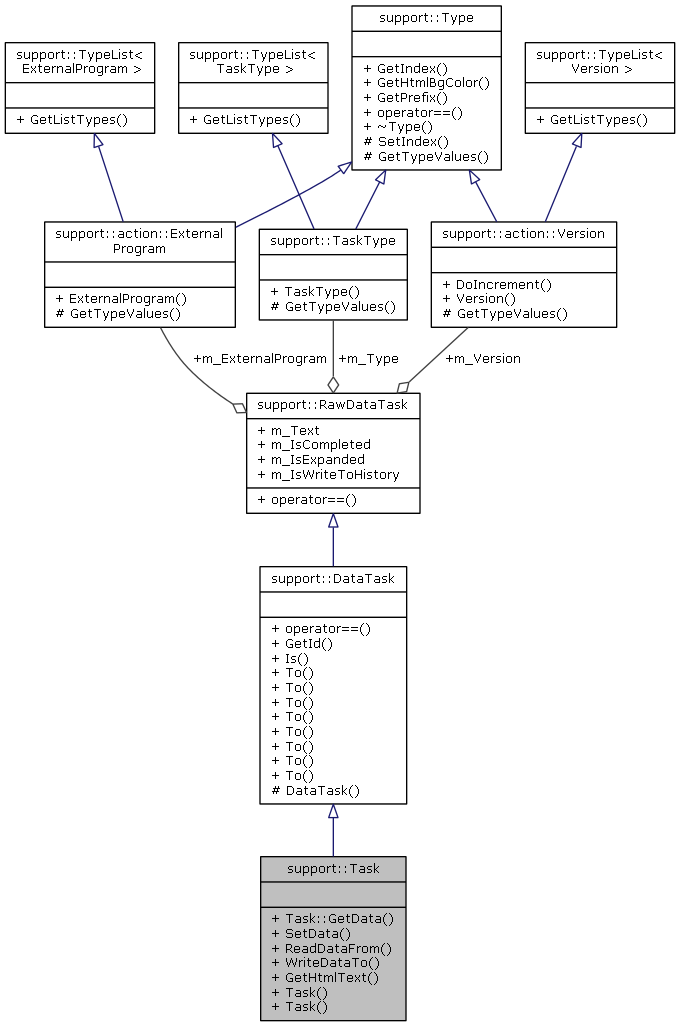 support::Type
+ GetIndex()
+ GetHtmlBgColor()
+ GetPrefix()
+ operator==()
+ ~Type()
# SetIndex()
# GetTypeValues()
support::TypeList<
ExternalProgram >
+ GetListTypes()
support::TypeList<
TaskType >
+ GetListTypes()
support::TypeList<
Version >
+ GetListTypes()
support::action::External
Program
+ ExternalProgram()
# GetTypeValues()
support::TaskType
+ TaskType()
# GetTypeValues()
support::action::Version
+ DoIncrement()
+ Version()
# GetTypeValues()
+m_ExternalProgram
+m_Type
+m_Version
support::RawDataTask
+ m_Text
+ m_IsCompleted
+ m_IsExpanded
+ m_IsWriteToHistory
+ operator==()
support::DataTask
+ operator==()
+ GetId()
+ Is()
+ To()
+ To()
+ To()
+ To()
+ To()
+ To()
+ To()
+ To()
# DataTask()
support::Task
+ Task::GetData()
+ SetData()
+ ReadDataFrom()
+ WriteDataTo()
+ GetHtmlText()
+ Task()
+ Task()